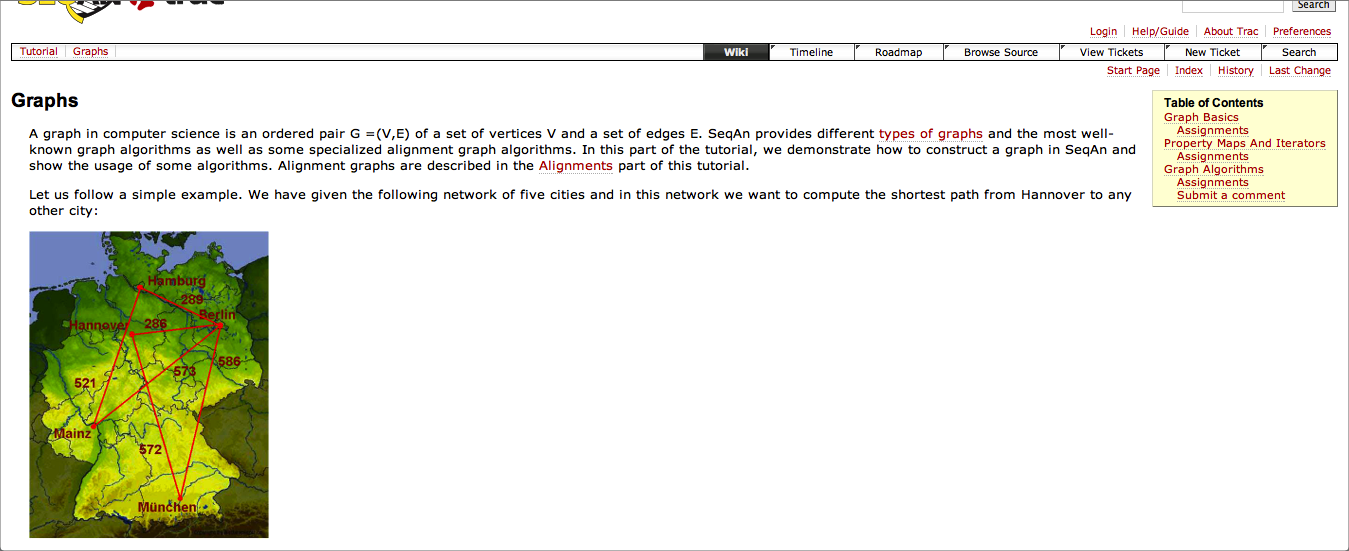 Search
Login Help/Guide About Trac Preferences
Tutorial Graphs Wiki Timeline Roadmap Browse Source View Tickets New Ticket Search
Start Page Index History Last Change
Graphs
A graph in computer science is an ordered pair G =(V,E) of a set of vertices V and a set of edges E. SeqAn provides different types of graphs and the most well-
known graph algorithms as well as some specialized alignment graph algorithms. In this part of the tutorial, we demonstrate how to construct a graph in SeqAn and
show the usage of some algorithms. Alignment graphs are described in the Alignments part of this tutorial.
Let us follow a simple example. We have given the following network of five cities and in this network we want to compute the shortest path from Hannover to any
other city:
Table of Contents
Graph Basics
Assignments
Property Maps And Iterators
Assignments
Graph Algorithms
Assignments
Submit a comment
Hamburg
289
Berlin
Hannover 286
586
573
521
Mainz
572
München